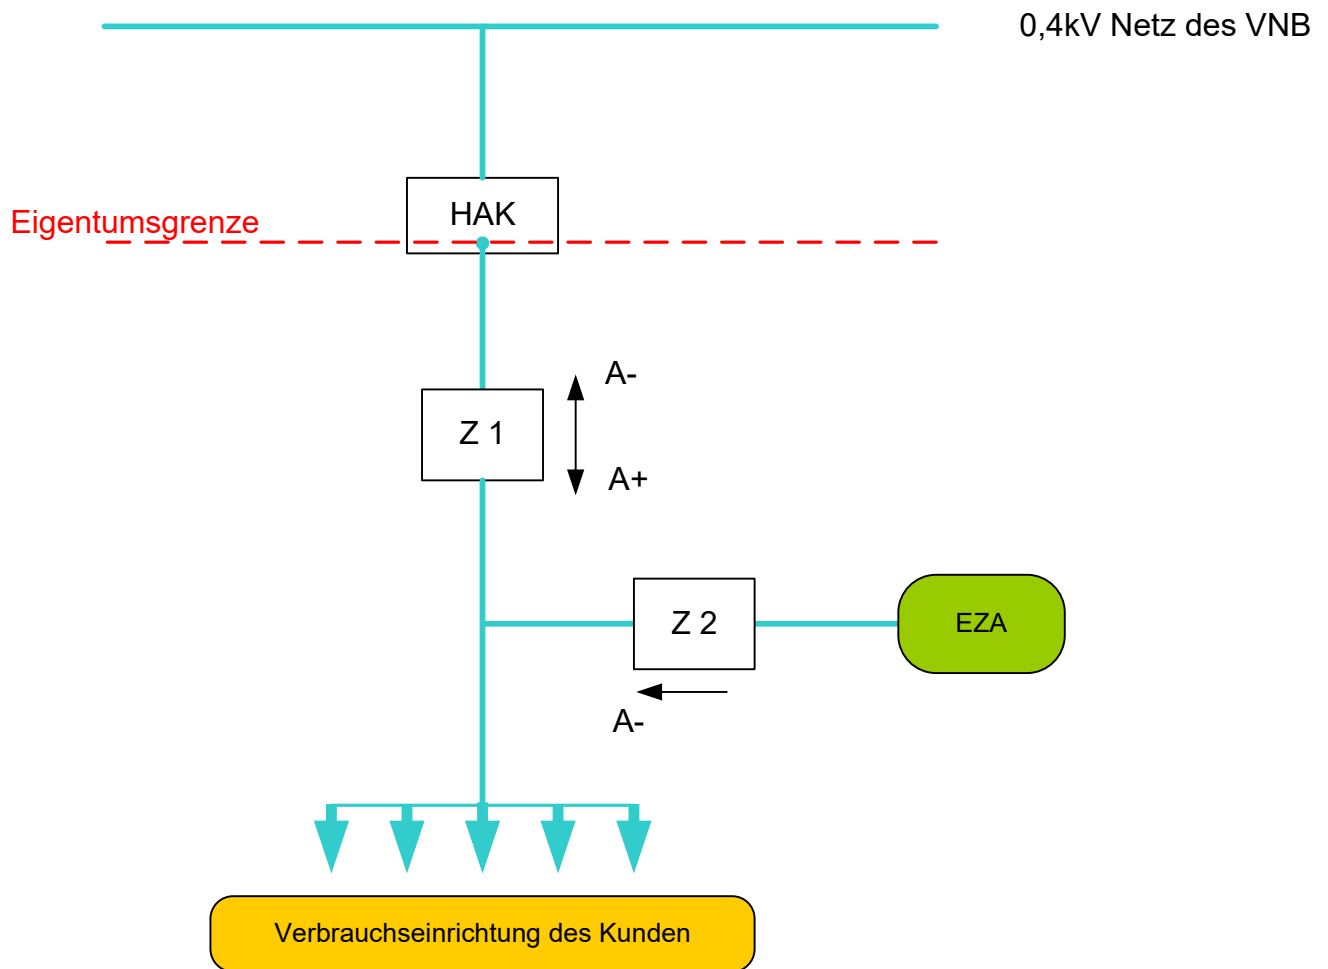 0,4kV Netz des VNB
HAK
Eigentumsgrenze
A-
Z 1
A+
Z 2
EZA
A-
Verbrauchseinrichtung des Kunden